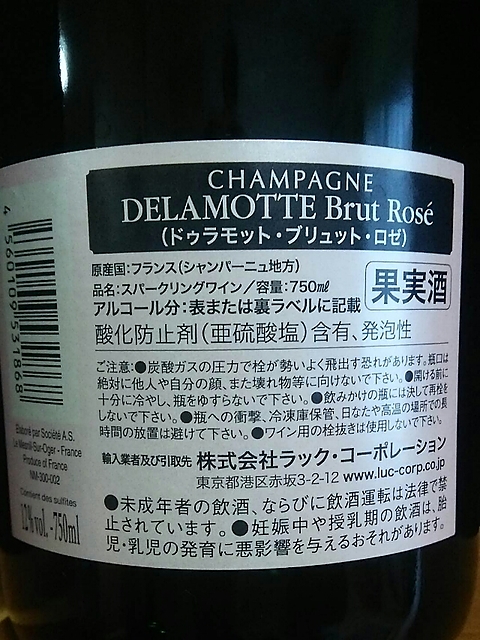 CHAMPAGNE
DELAMOTTE Brut Rosé
(ドゥラモット・ブリュット・ロゼ)
原産国:フランス(シャンパーニュ地方)
品名:スパークリングワイン/容量:750㎖
アルコール分:表または裏ラベルに記載
果実酒
酸化防止剤(亜硫酸塩)含有、発泡性
ご注意:●炭酸ガスの圧力で栓が勢いよく飛出す恐れがあります。瓶口は
絶対に他人や自分の顔、また壊れ物等に向けないで下さい。●開ける前に
十分に冷やし、瓶をゆすらないで下さい。●飲みかけの瓶には決して再栓を
しないで下さい。●瓶への衝撃、冷凍庫保管、日なたや高温の場所での長
時間の放置は避けて下さい。●ワイン用の栓抜きは使用しないで下さい。
輸入業者及び引取先 株式会社ラック・コーポレーション
東京都港区赤坂3-2-12 www.luc-corp.co.jp
●未成年者の飲酒、ならびに飲酒運転は法律で禁
止されています。●妊娠中や授乳期の飲酒は、胎
児・乳児の発育に悪影響を与えるおそれがあります。
4 560109 531888
Elaboré par Société A.S.
Le Mesnil-Sur-Oger - France
Produce of France
NM-300-002
Contient des sulfites
12%vol. -750ml